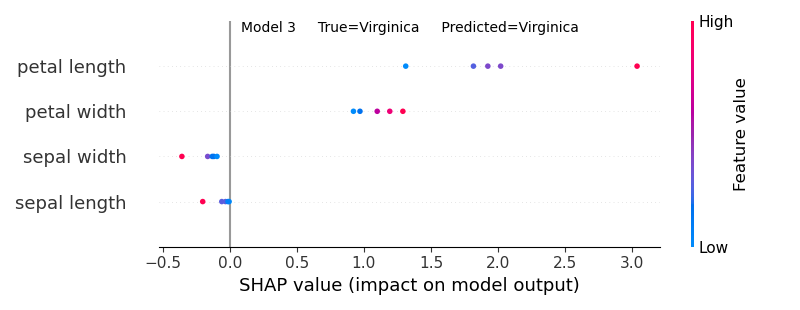 Model 3 True=Virginica Predicted=Virginica
High
petal length
petal width
sepal width
sepal length
Feature value
Low
−0.5 0.0 0.5 1.0 1.5 2.0 2.5 3.0
SHAP value (impact on model output)